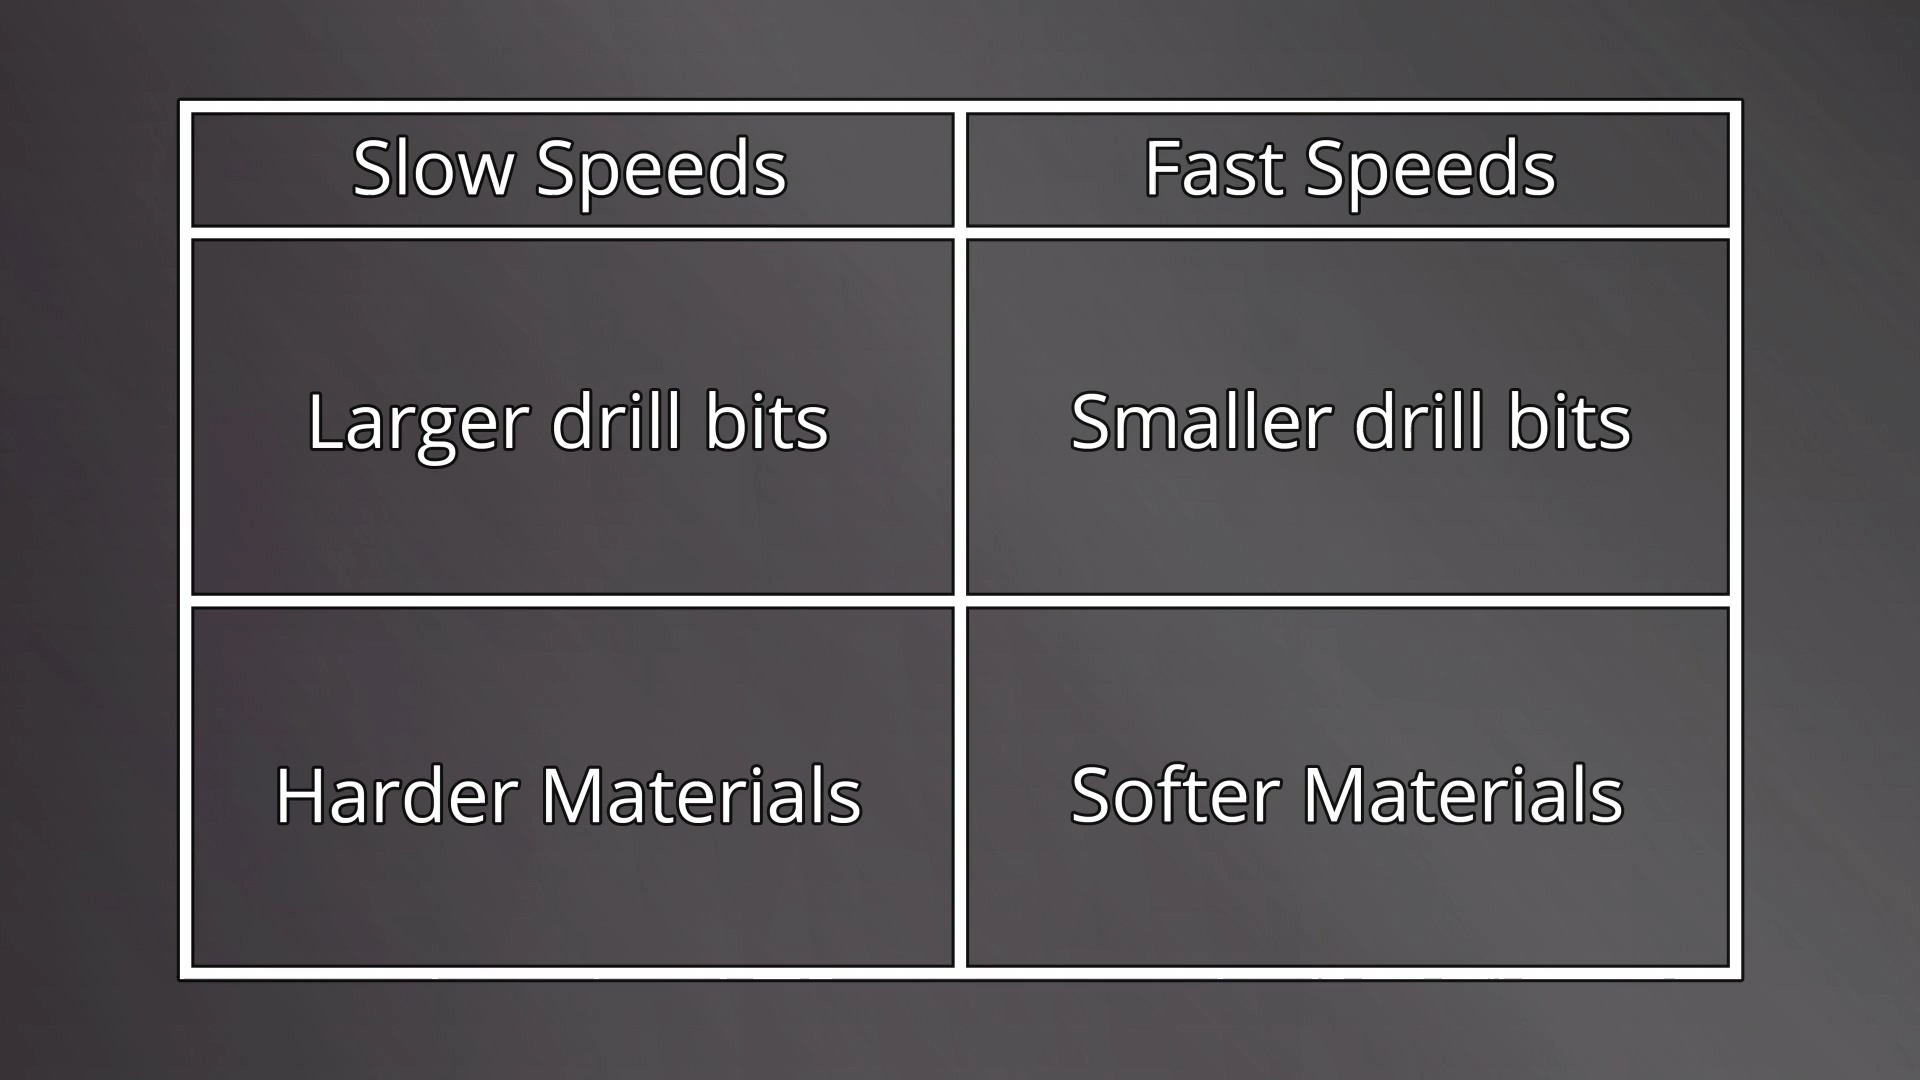 Slow Speeds
Fast Speeds
Larger drill bits
Smaller drill bits
Harder Materials
Softer Materials